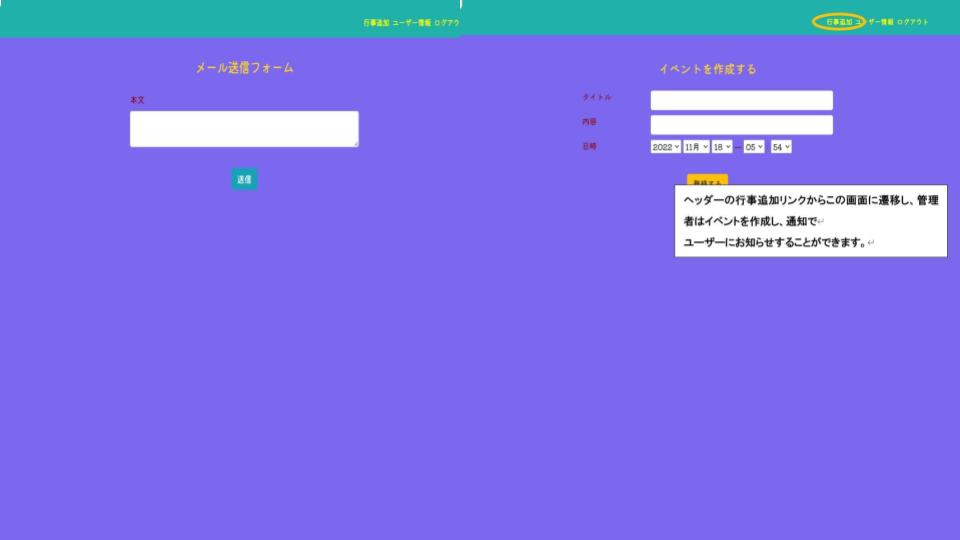 行事追加 ユーザー情報 ログアウ
メール送信フォーム
本文
送信
行事追加 ユーザー情報 ログアウト
イベントを作成する
タイトル
内容
日時
2022 11月 18 — 05 : 54
登録する
ヘッダーの行事追加リンクからこの画面に遷移し、管理
者はイベントを作成し、通知で↵
ユーザーにお知らせすることができます。↵